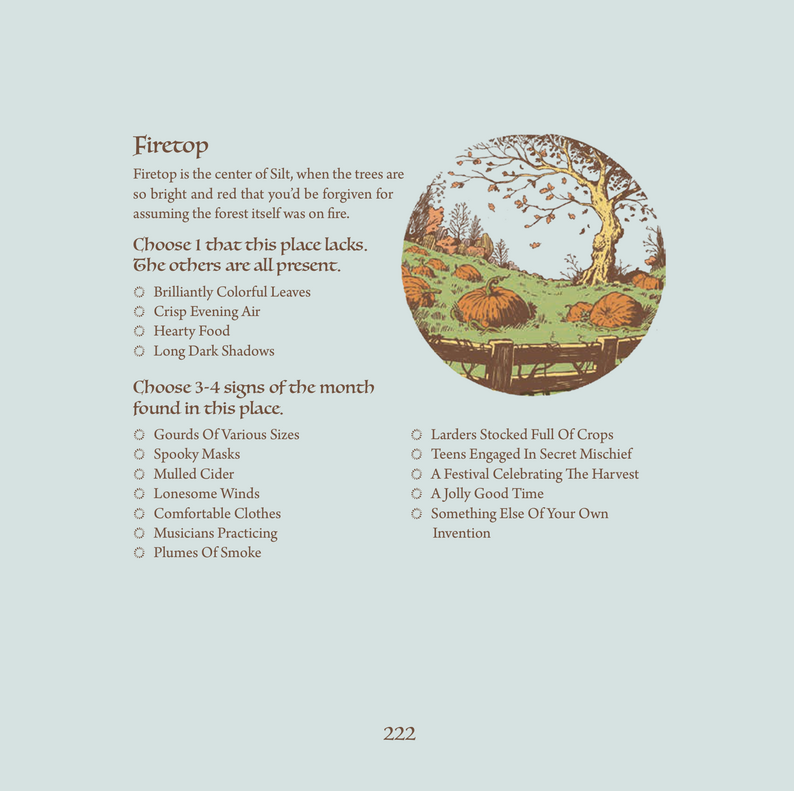 Firetop
Firetop is the center of Silt, when the trees are
so bright and red that you'd be forgiven for
assuming the forest itself was on fire.
Choose 1 that this place lacks.
The others are all present.
Brilliantly Colorful Leaves
Crisp Evening Air
Hearty Food
Long Dark Shadows
Choose 3-4 signs of the month
found in this place.
Gourds Of Various Sizes
Spooky Masks
Mulled Cider
Lonesome Winds
Comfortable Clothes
Musicians Practicing
Plumes Of Smoke
Larders Stocked Full Of Crops
Teens Engaged In Secret Mischief
A Festival Celebrating The Harvest
A Jolly Good Time
Something Else Of Your Own
Invention
222